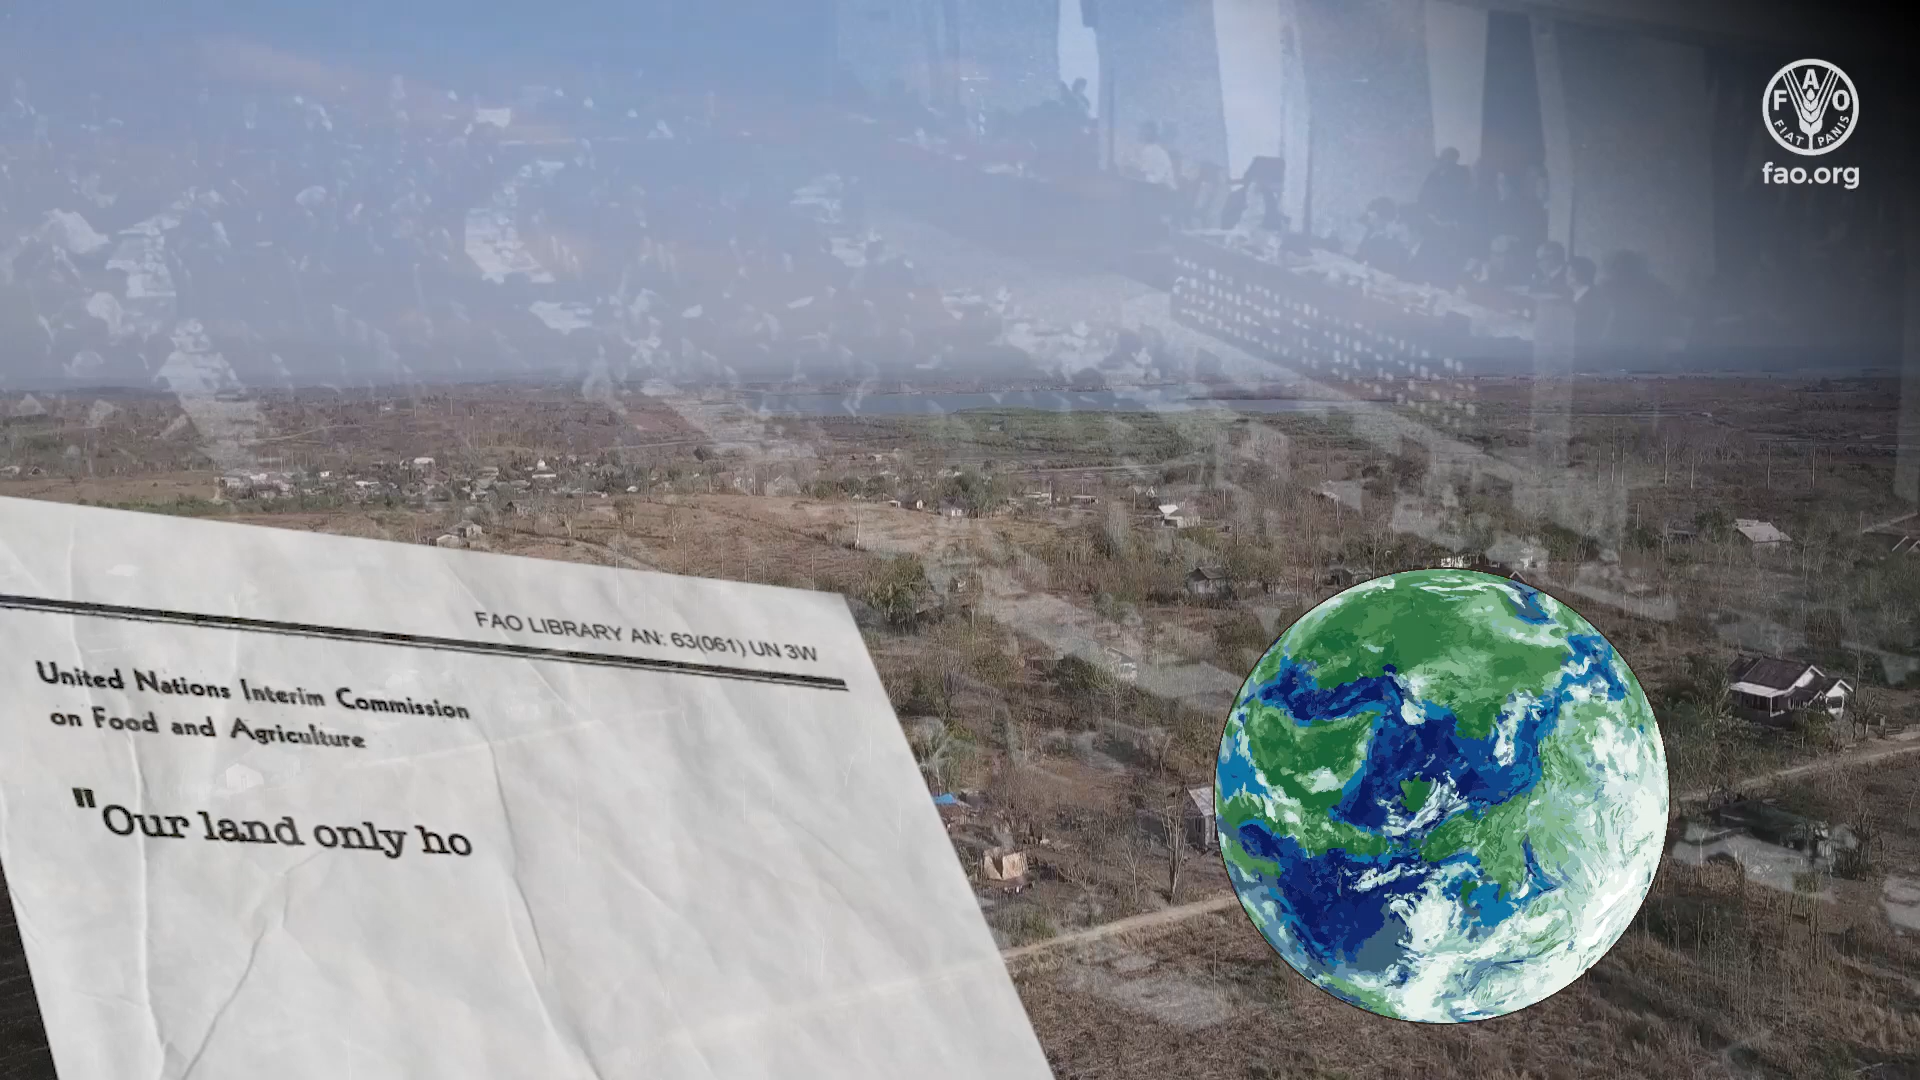 FAO
FIAT PANIS
fao.org
FAO LIBRARY AN: 63(061) UN 3W
United Nations Interim Commission
on Food and Agriculture
"Our land only ho